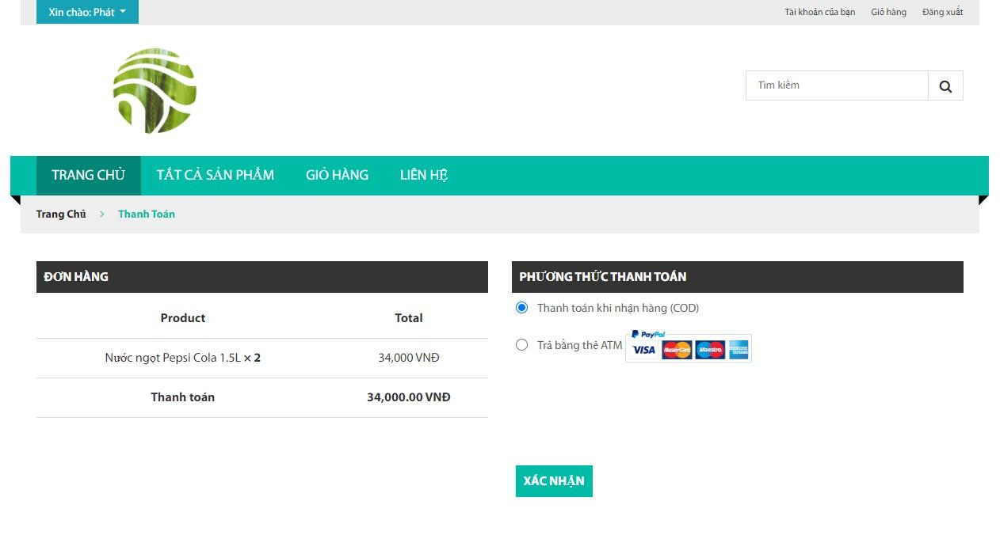 Xin chào: Phát
Tài khoản của bạn Giỏ hàng Đăng xuất
Tìm kiếm
TRANG CHỦ TẤT CẢ SẢN PHẨM GIỎ HÀNG LIÊN HỆ
Trang Chủ > Thanh Toán
ĐƠN HÀNG
Product Total
Nước ngọt Pepsi Cola 1.5L × 2 34,000 VNĐ
Thanh toán 34,000.00 VNĐ
PHƯƠNG THỨC THANH TOÁN
Thanh toán khi nhận hàng (COD)
PayPal
Trả bằng thẻ ATM VISA MasterCard Maestro AMERICAN EXPRESS
XÁC NHẬN